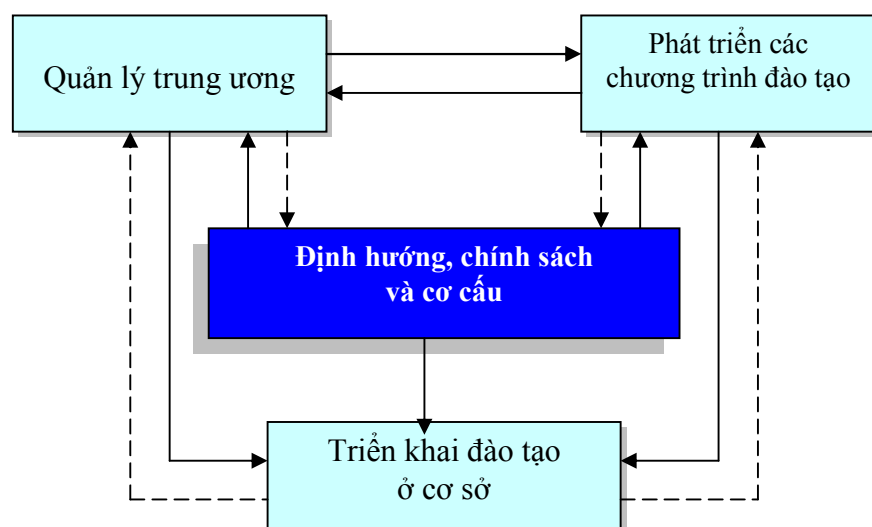 Quản lý trung ương
Phát triển các
chương trình đào tạo
Định hướng, chính sách
và cơ cấu
Triển khai đào tạo
ở cơ sở